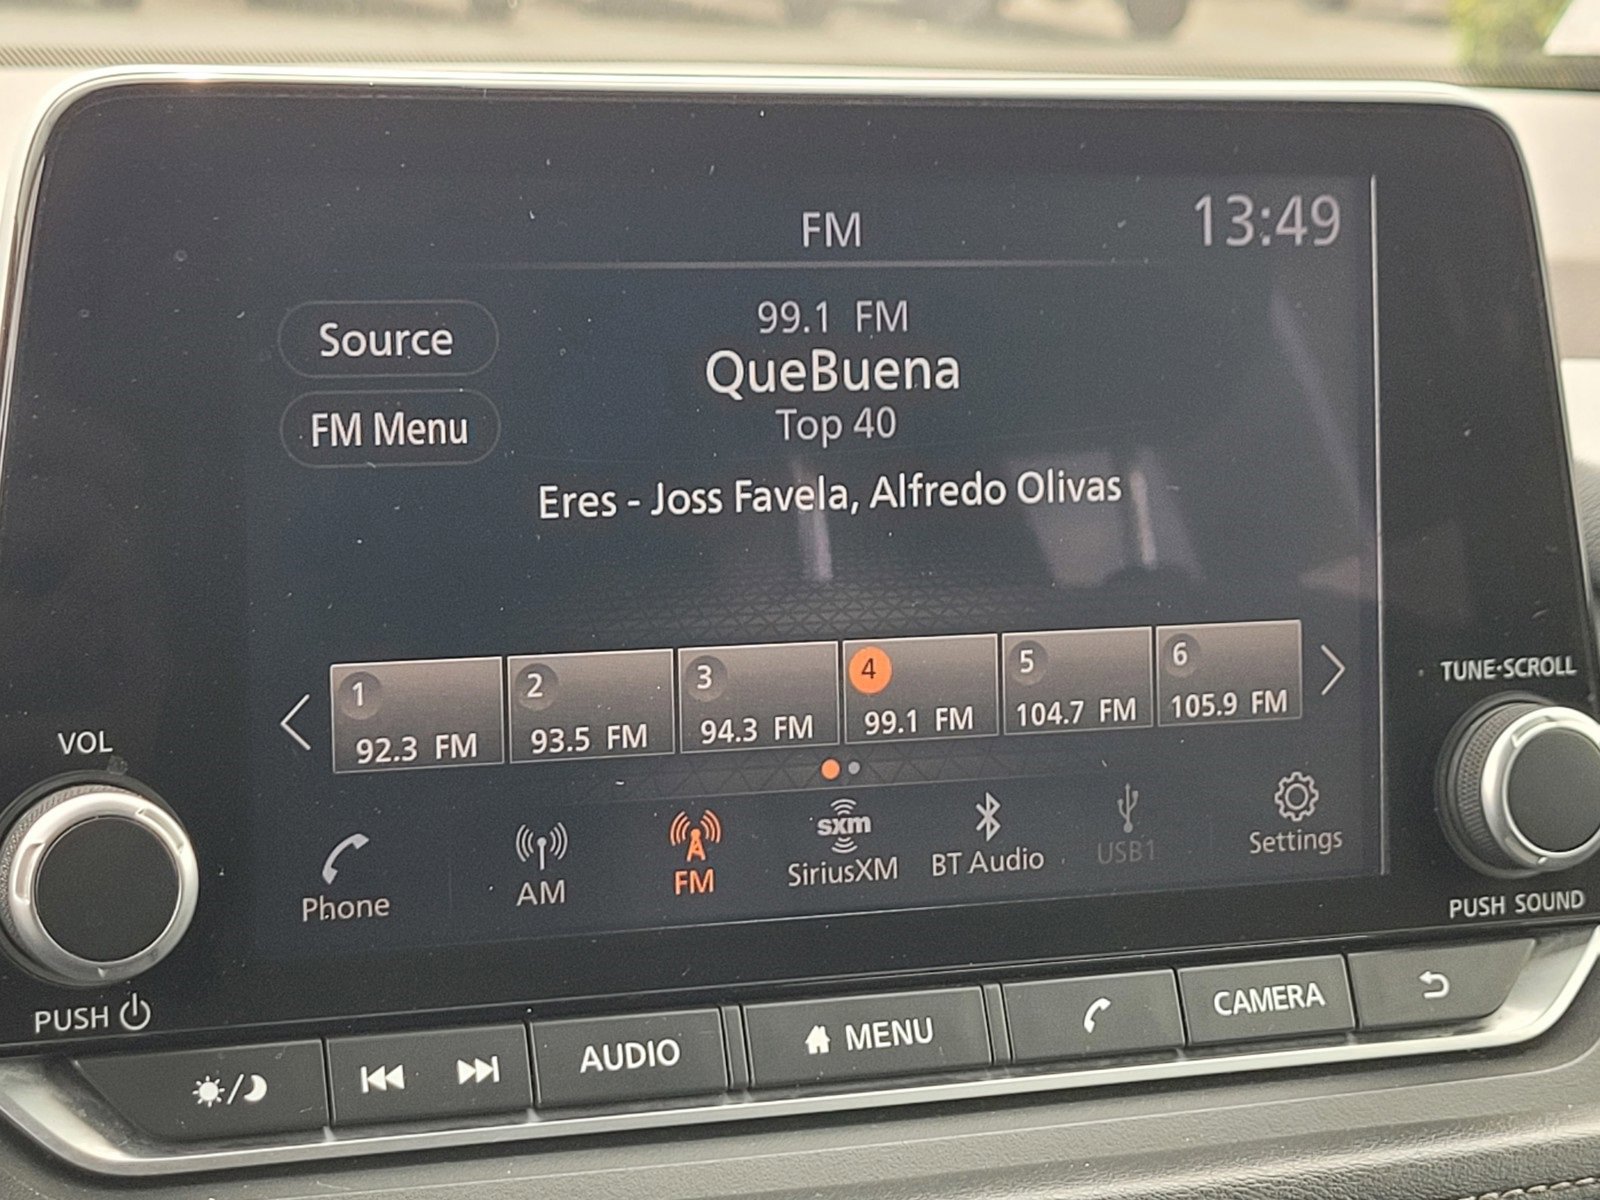 FM
13:49
Source
99.1 FM
QueBuena
FM Menu
Top 40
Eres - Joss Favela, Alfredo Olivas
1
92.3 FM
2
93.5 FM
3
94.3 FM
4
99.1 FM
5
104.7 FM
6
105.9 FM
TUNE·SCROLL
VOL
Phone
AM
FM
sxm
SiriusXM
BT Audio
USB1
Settings
PUSH SOUND
PUSH
AUDIO
MENU
CAMERA